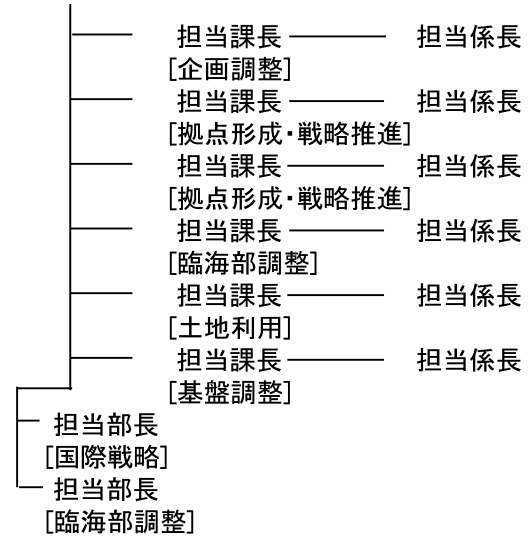 担当課長 担当係長
[企画調整]
担当課長 担当係長
[拠点形成・戦略推進]
担当課長 担当係長
[拠点形成・戦略推進]
担当課長 担当係長
[臨海部調整]
担当課長 担当係長
[土地利用]
担当課長 担当係長
[基盤調整]
担当部長
[国際戦略]
担当部長
[臨海部調整]